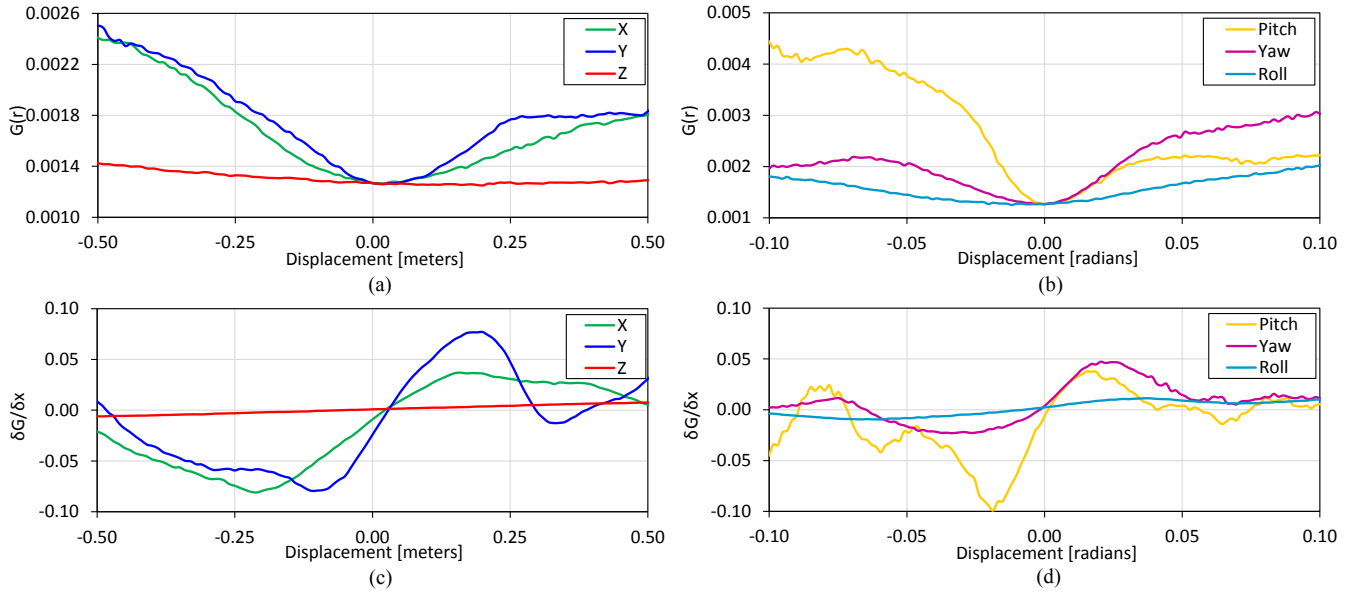 0.0026
0.0022
0.0018
0.0014
0.0010
G(r)
X
Y
Z
-0.50 -0.25 0.00 0.25 0.50
Displacement [meters]
(a)
0.005
0.004
0.003
0.002
0.001
G(r)
Pitch
Yaw
Roll
-0.10 -0.05 0.00 0.05 0.10
Displacement [radians]
(b)
0.10
0.05
0.00
-0.05
-0.10
δG/δx
X
Y
Z
-0.50 -0.25 0.00 0.25 0.50
Displacement [meters]
(c)
0.10
0.05
0.00
-0.05
-0.10
δG/δx
Pitch
Yaw
Roll
-0.10 -0.05 0.00 0.05 0.10
Displacement [radians]
(d)